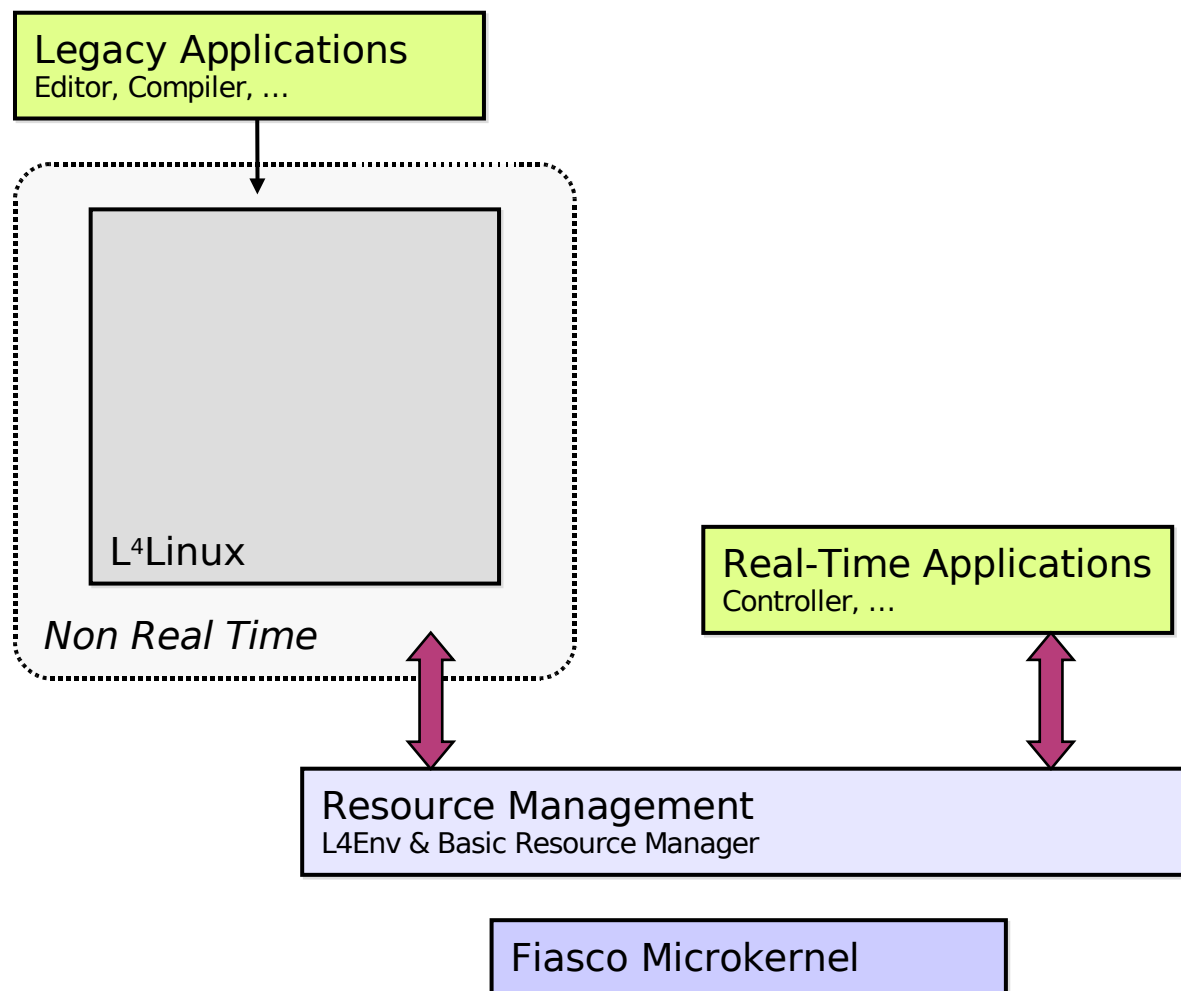 Legacy Applications
Editor, Compiler, …
L⁴Linux
Non Real Time
Real-Time Applications
Controller, …
Resource Management
L4Env & Basic Resource Manager
Fiasco Microkernel